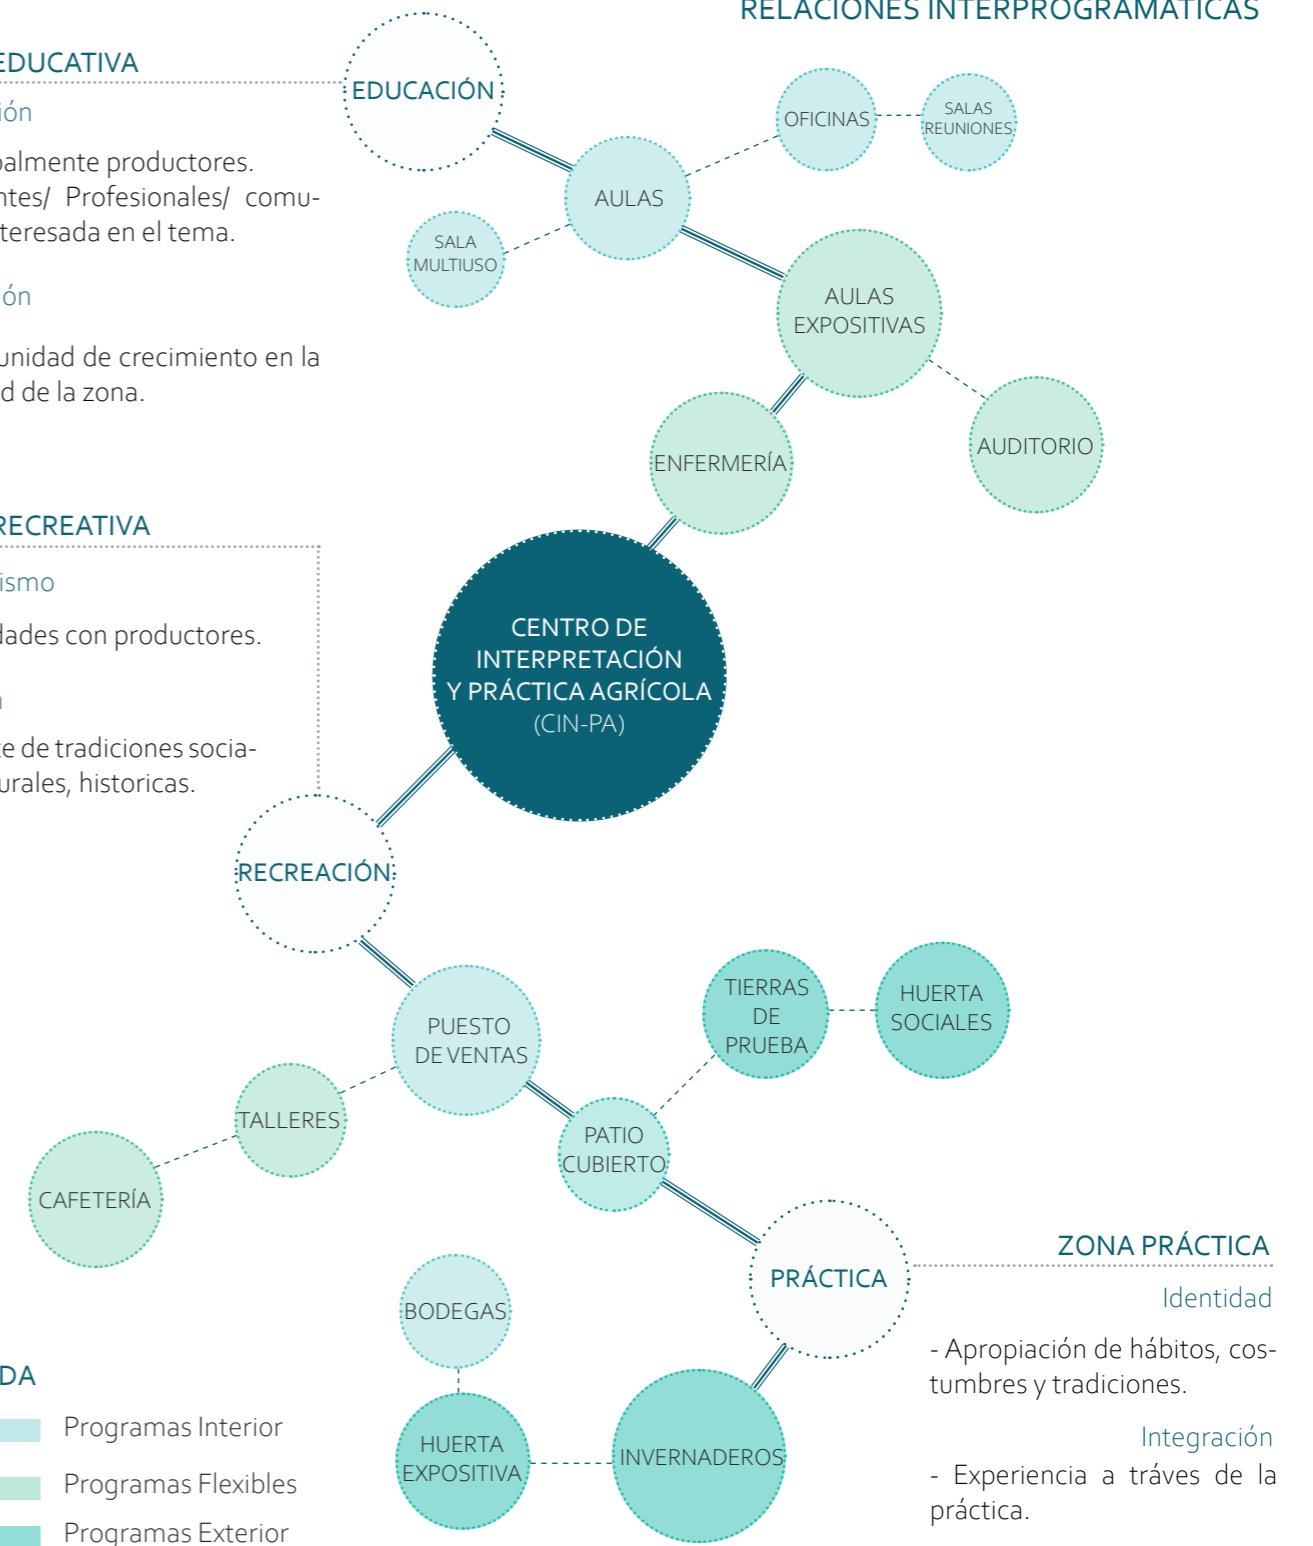 RELACIONES INTERPROGRAMÁTICAS
EDUCATIVA
ión
palmente productores.
ntes/ Profesionales/ comu-
nteresada en el tema.
ión
unidad de crecimiento en la
d de la zona.
EDUCACIÓN
AULAS
OFICINAS
SALAS
REUNIONES
SALA
MULTIUSO
AULAS
EXPOSITIVAS
AUDITORIO
ENFERMERÍA
RECREATIVA
ismo
dades con productores.
a
te de tradiciones socia-
urales, historicas.
CENTRO DE
INTERPRETACIÓN
Y PRÁCTICA AGRÍCOLA
(CIN-PA)
RECREACIÓN
PUESTO
DE VENTAS
TALLERES
CAFETERÍA
TIERRAS
DE
PRUEBA
HUERTA
SOCIALES
PATIO
CUBIERTO
PRÁCTICA
ZONA PRÁCTICA
Identidad
- Apropiación de hábitos, cos-
tumbres y tradiciones.
Integración
- Experiencia a tráves de la
práctica.
BODEGAS
HUERTA
EXPOSITIVA
INVERNADEROS
DA
Programas Interior
Programas Flexibles
Programas Exterior